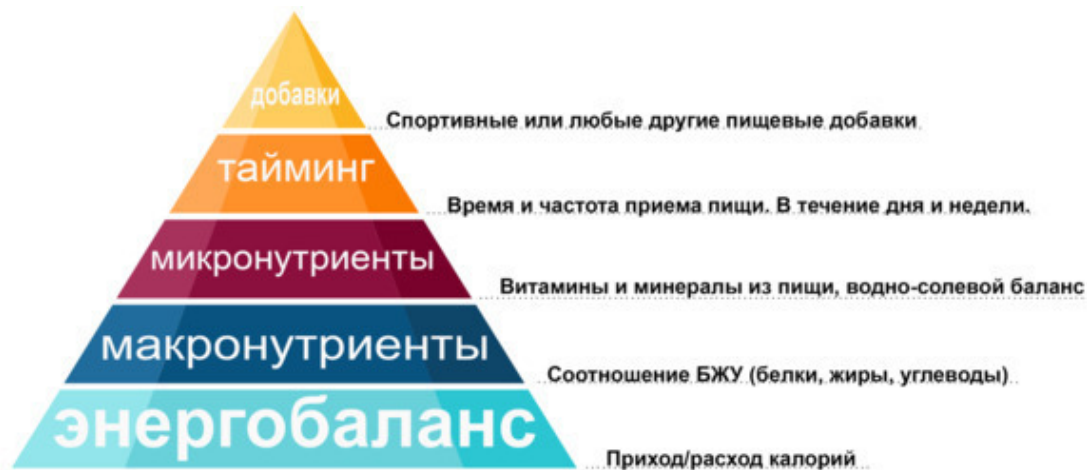 добавки
Спортивные или любые другие пищевые добавки
тайминг
Время и частота приема пищи. В течение дня и недели.
микронутриенты
Витамины и минералы из пищи, водно-солевой баланс
макронутриенты
Соотношение БЖУ (белки, жиры, углеводы)
энергобаланс
Приход/расход калорий